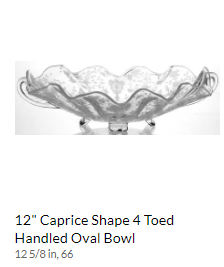 12" Caprice Shape 4 Toed
Handled Oval Bowl
12 5/8 in, 66